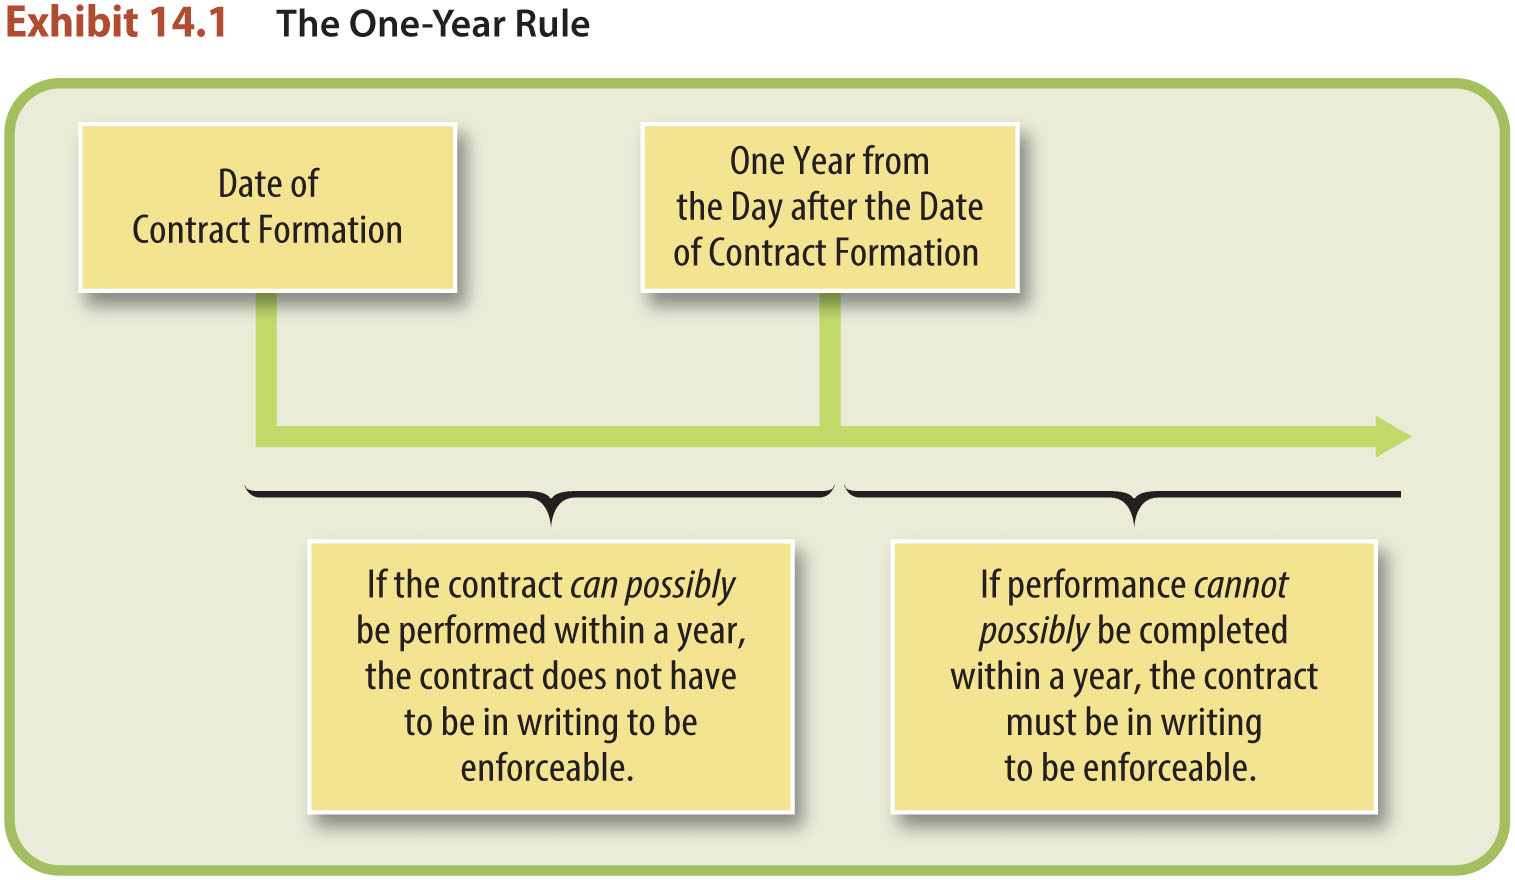 Exhibit 14.1 The One-Year Rule
Date of
Contract Formation
One Year from
the Day after the Date
of Contract Formation
If the contract can possibly
be performed within a year,
the contract does not have
to be in writing to be
enforceable.
If performance cannot
possibly be completed
within a year, the contract
must be in writing
to be enforceable.